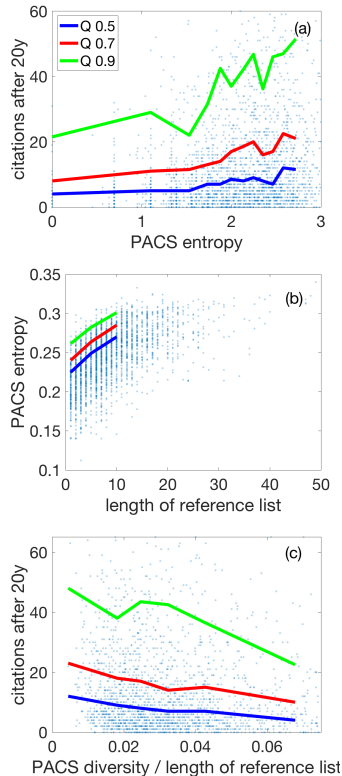 60
(a)
Q 0.5
Q 0.7
Q 0.9
40
20
0
citations after 20y
0 1 2 3
PACS entropy
0.35
(b)
0.3
0.25
0.2
0.15
0.1
PACS entropy
0 10 20 30 40 50
length of reference list
60
(c)
40
20
0
citations after 20y
0 0.02 0.04 0.06
PACS diversity / length of reference list